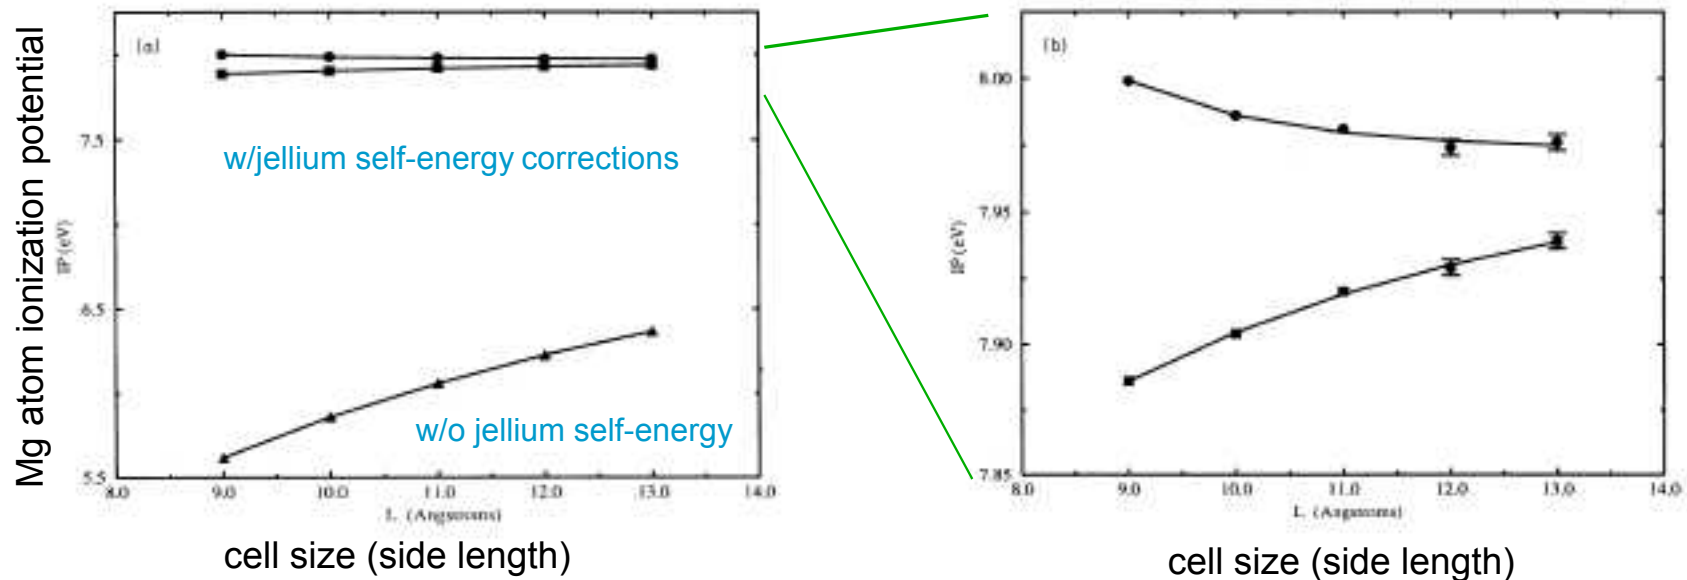 Mg atom ionization potential
(a)
7.5
6.5
5.5
IP(eV)
w/jellium self-energy corrections
w/o jellium self-energy
8.0 9.0 10.0 11.0 12.0 13.0 14.0
L (Angstroms)
cell size (side length)
(b)
8.00
7.95
7.90
7.85
IP(eV)
8.0 9.0 10.0 11.0 12.0 13.0 14.0
L (Angstroms)
cell size (side length)